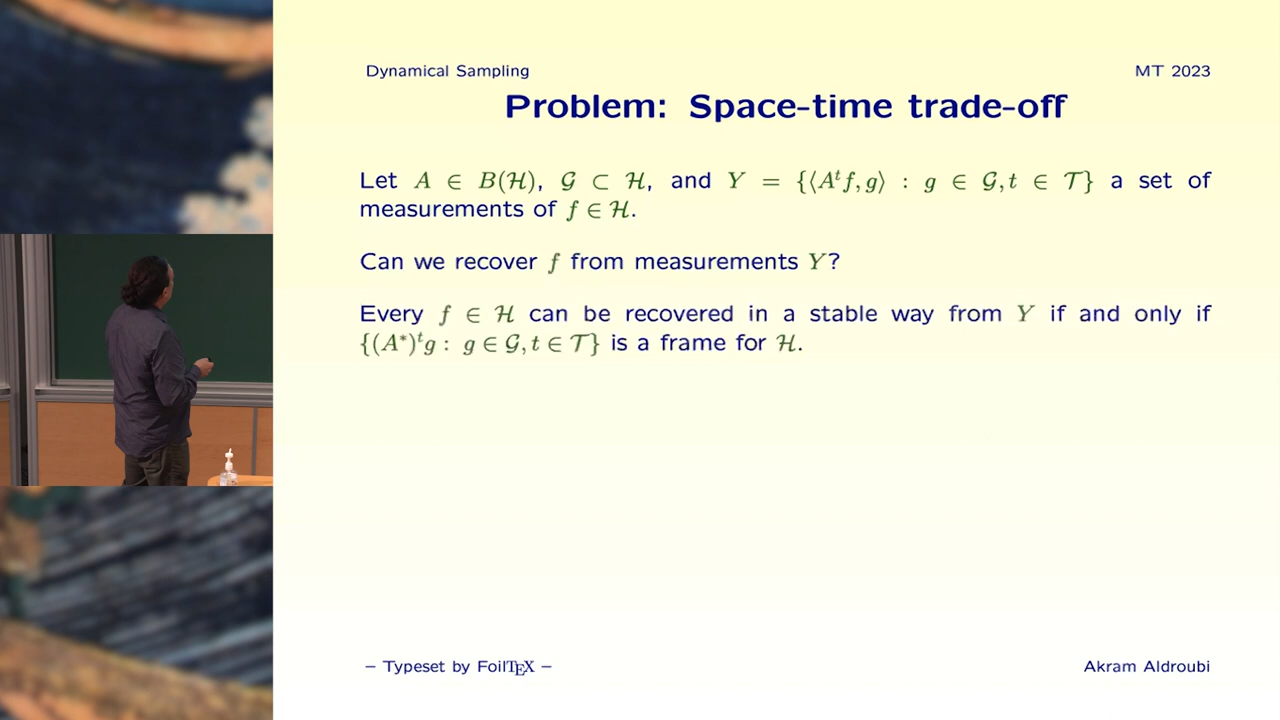 Dynamical Sampling MT 2023
Problem: Space-time trade-off
Let A ∈ B(ℋ), 𝒢 ⊂ ℋ, and Y = {⟨Aᵗf, g⟩ : g ∈ 𝒢, t ∈ 𝒯} a set of
measurements of f ∈ ℋ.
Can we recover f from measurements Y?
Every f ∈ ℋ can be recovered in a stable way from Y if and only if
{(A*)ᵗg : g ∈ 𝒢, t ∈ 𝒯} is a frame for ℋ.
– Typeset by FoilTEX – Akram Aldroubi